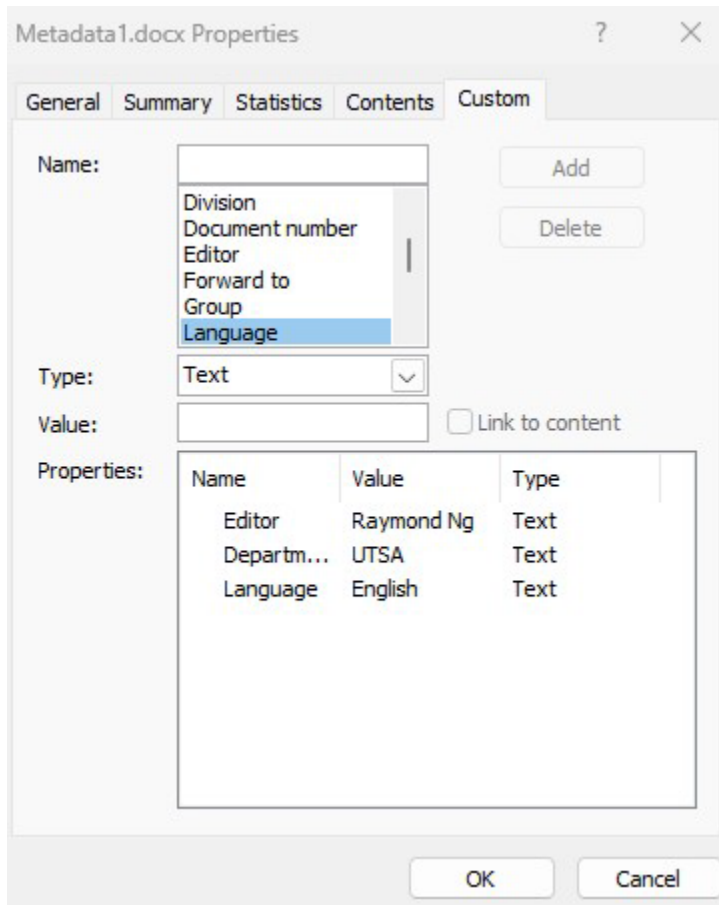 Metadata1.docx Properties ?
General Summary Statistics Contents Custom
Name: Add
Division
Document number Delete
Editor
Forward to
Group
Language
Type: Text
Value: Link to content
Properties: Name Value Type
Editor Raymond Ng Text
Departm... UTSA Text
Language English Text
OK Cancel